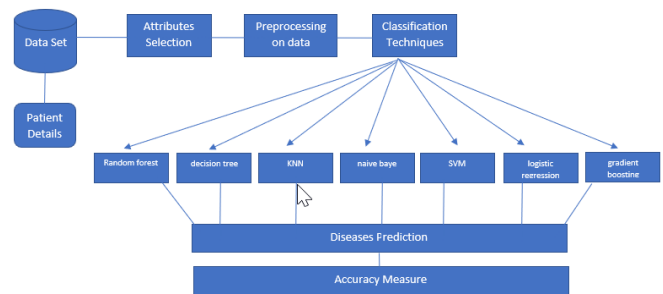 Data Set
Attributes
Selection
Preprocessing
on data
Classification
Techniques
Patient
Details
Random forest
decision tree
KNN
naive baye
SVM
logistic
reeression
gradient
boosting
Diseases Prediction
Accuracy Measure